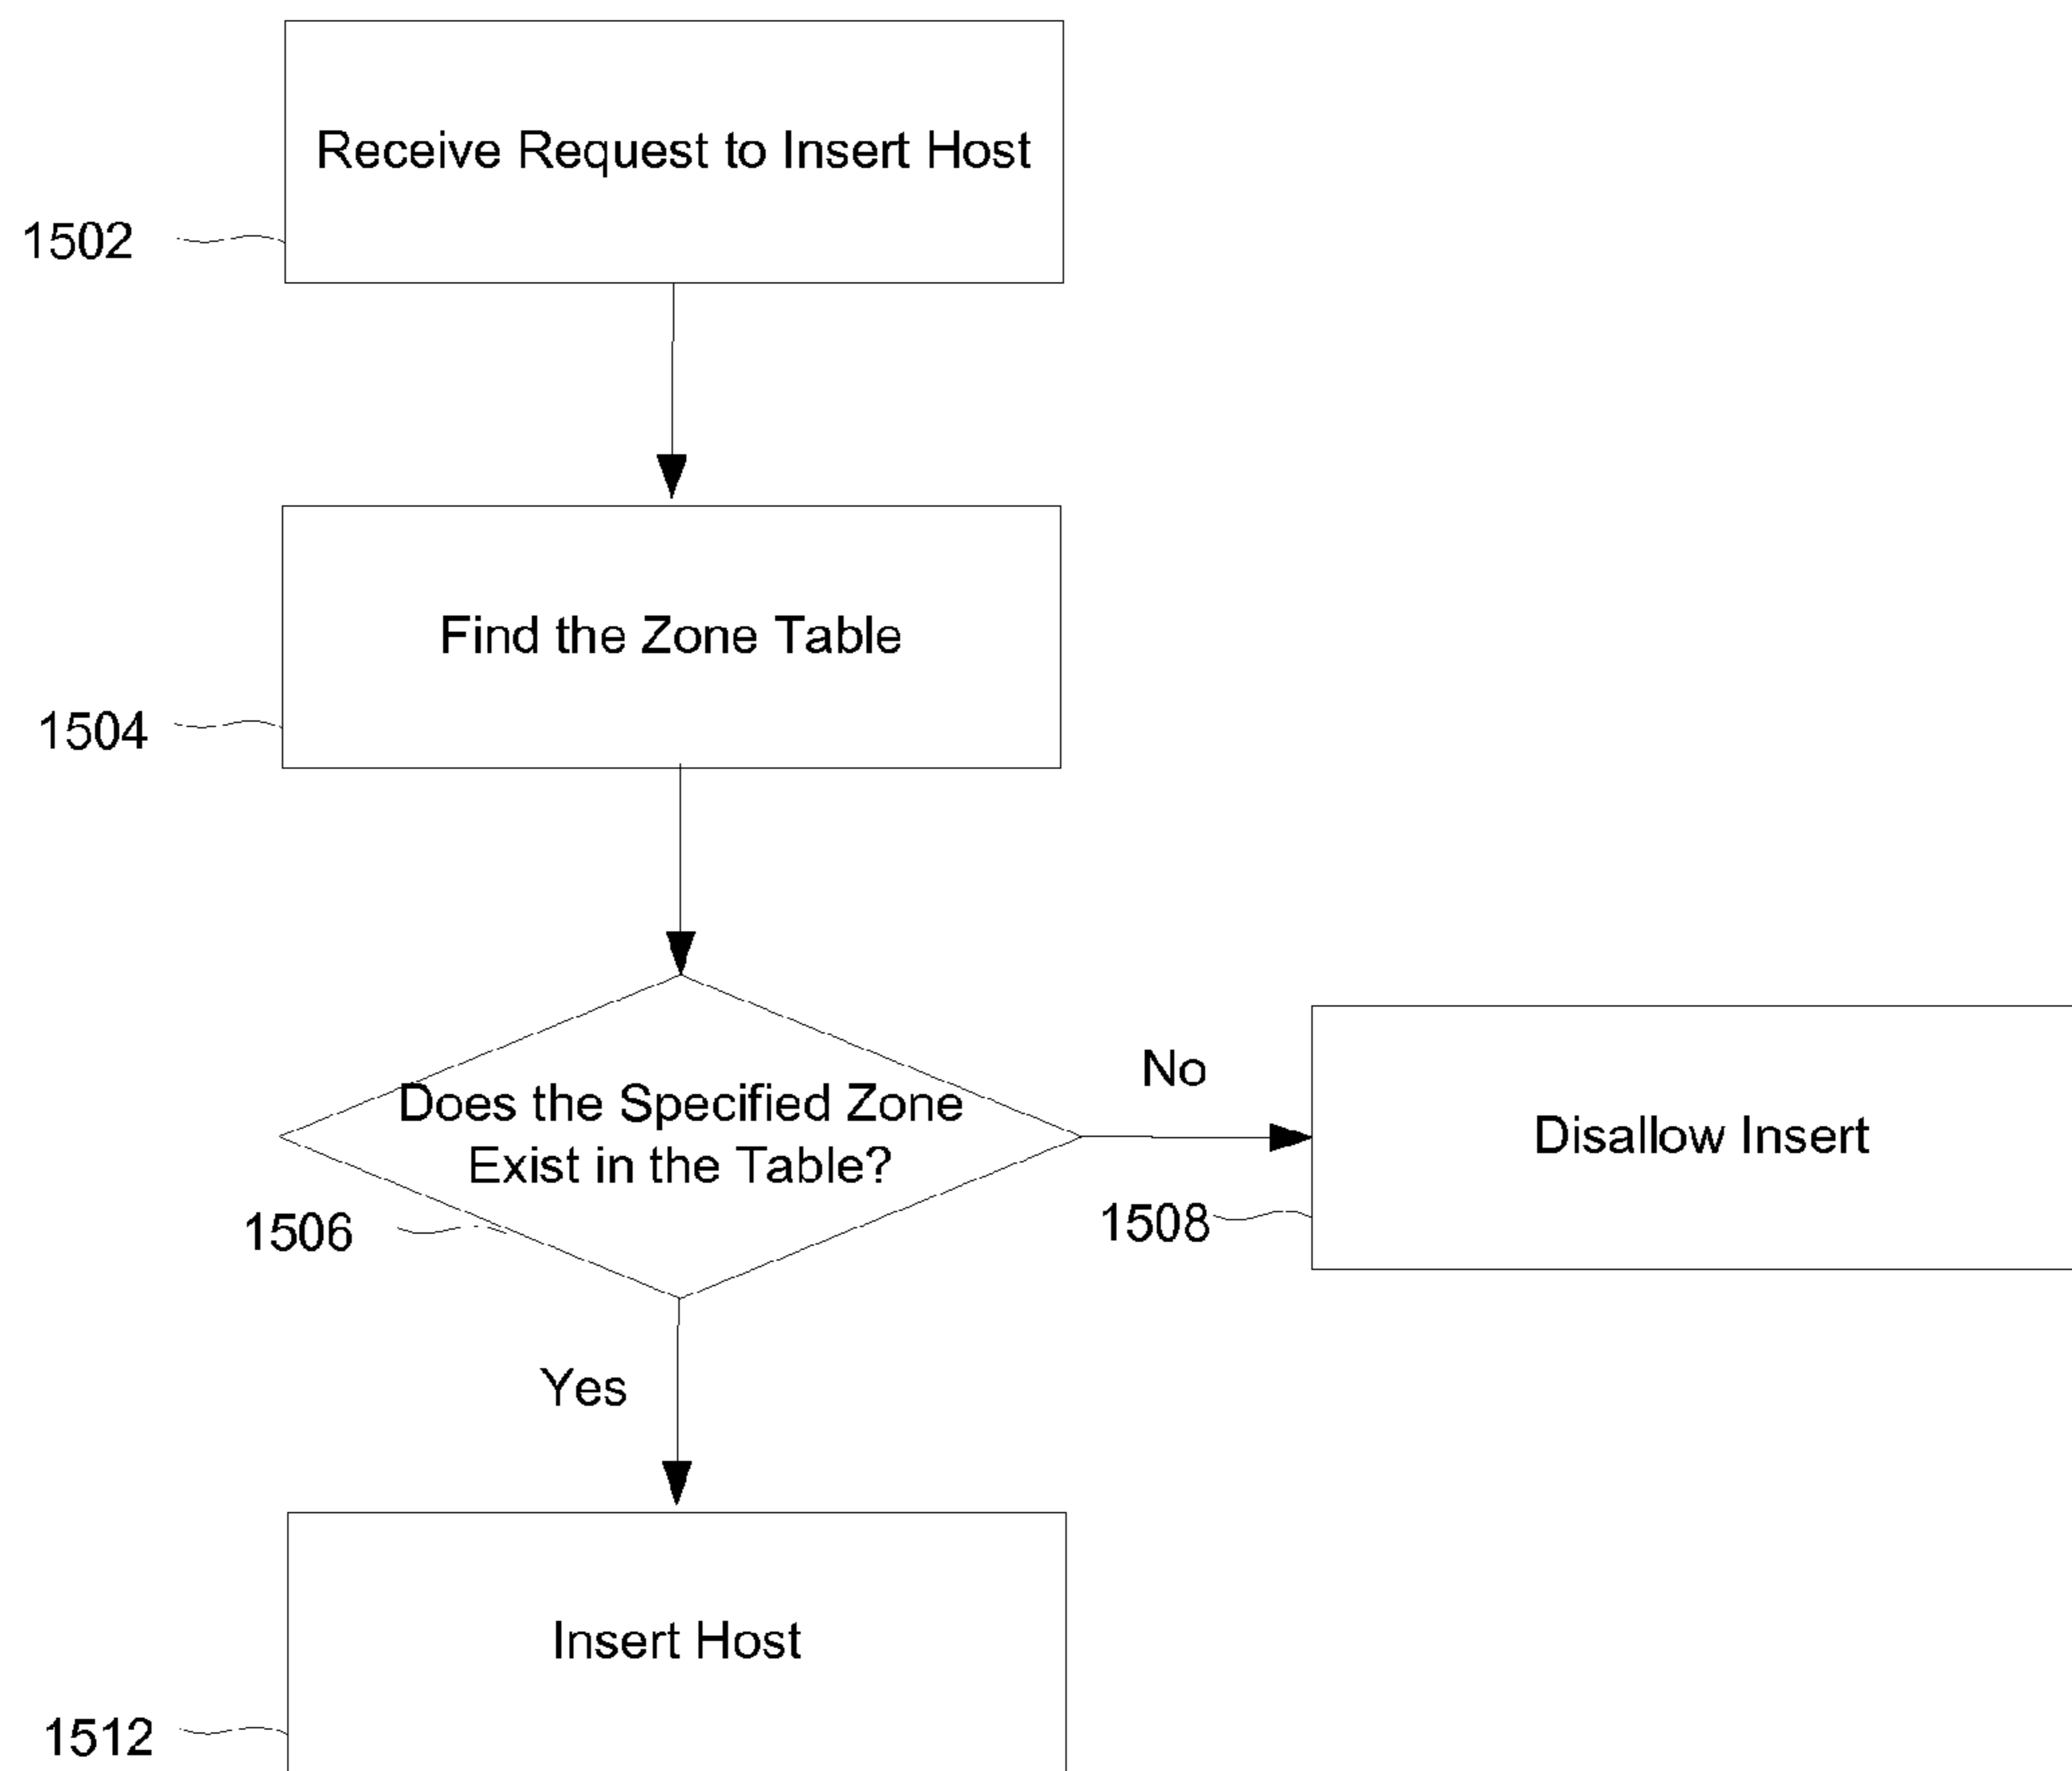 Receive Request to Insert Host
1502
Find the Zone Table
1504
Does the Specified Zone
Exist in the Table?
1506
No
Disallow Insert
1508
Yes
Insert Host
1512